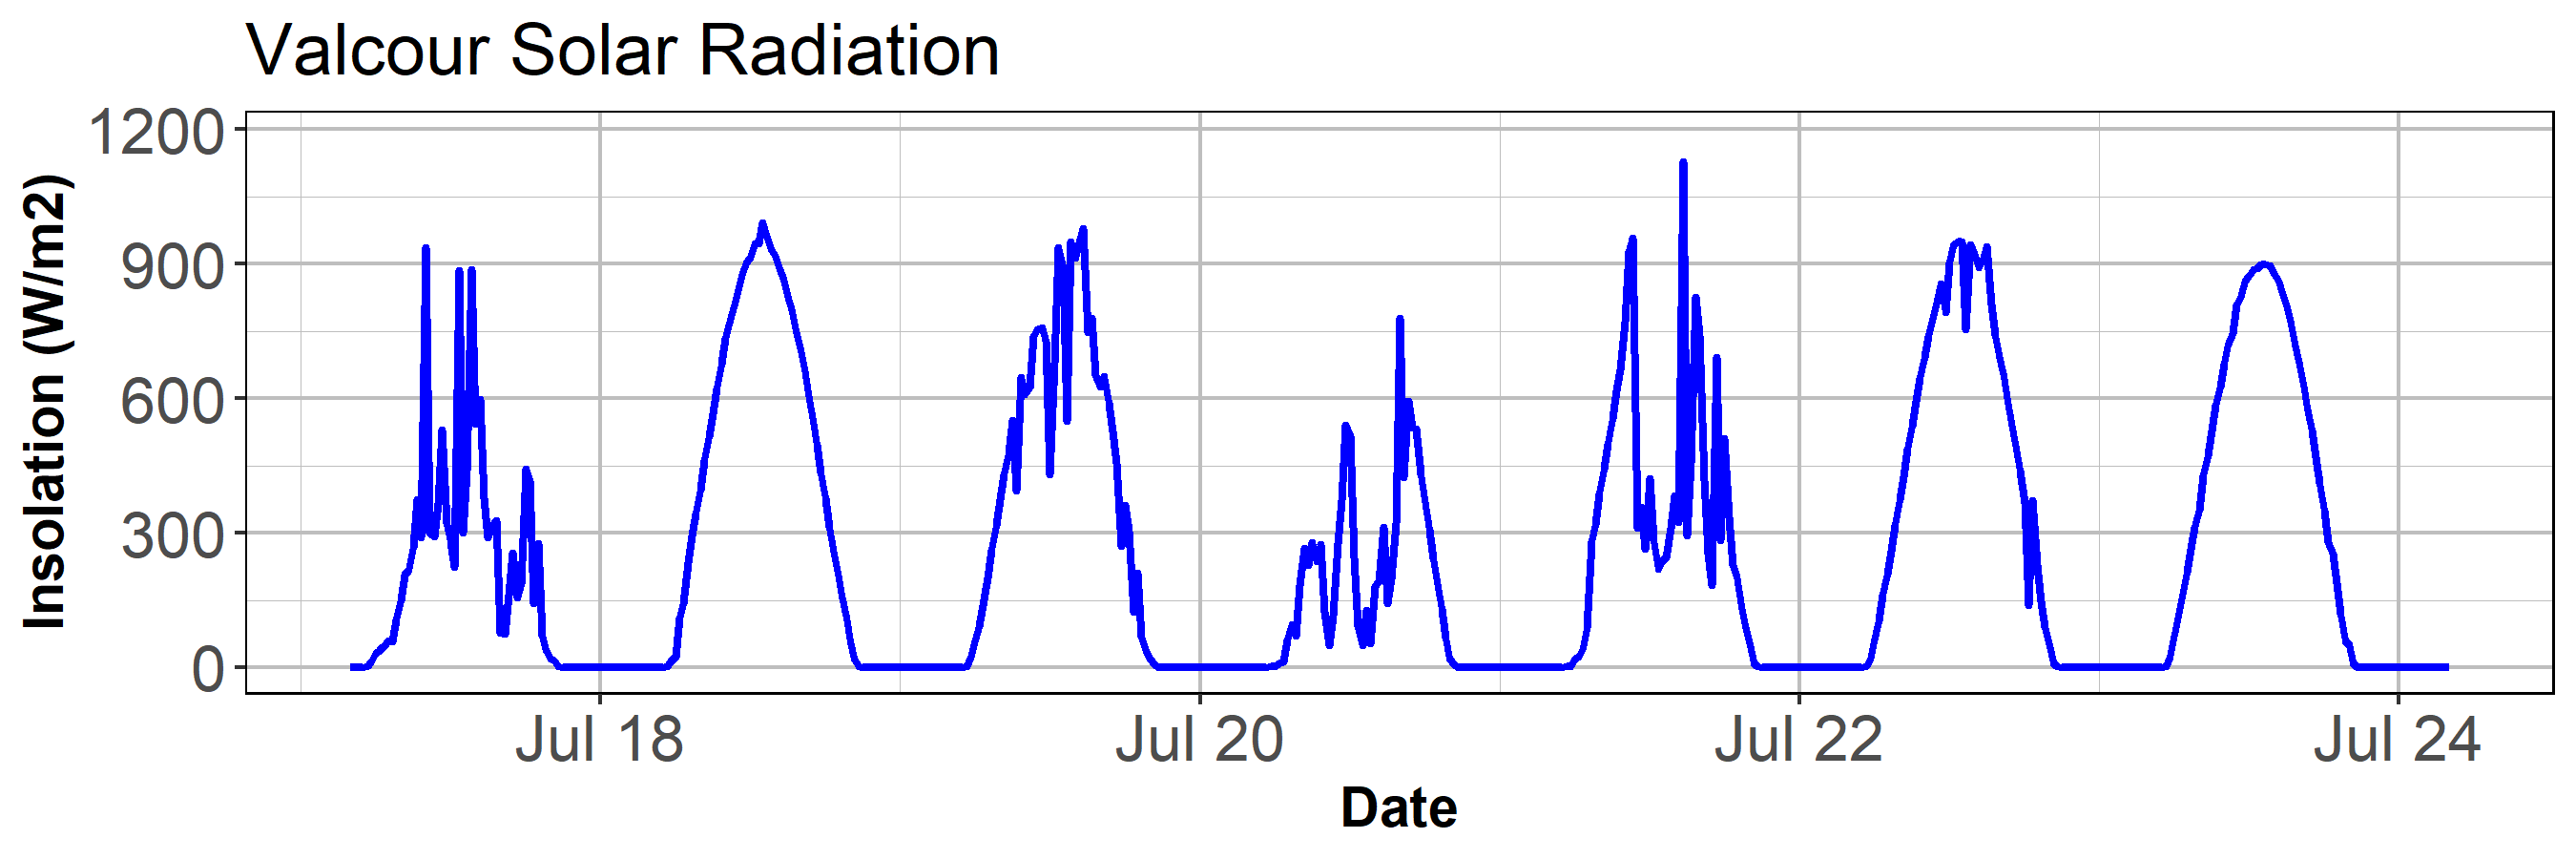 Valcour Solar Radiation
1200
900
600
300
0
Insolation (W/m2)
Jul 18
Jul 20
Jul 22
Jul 24
Date